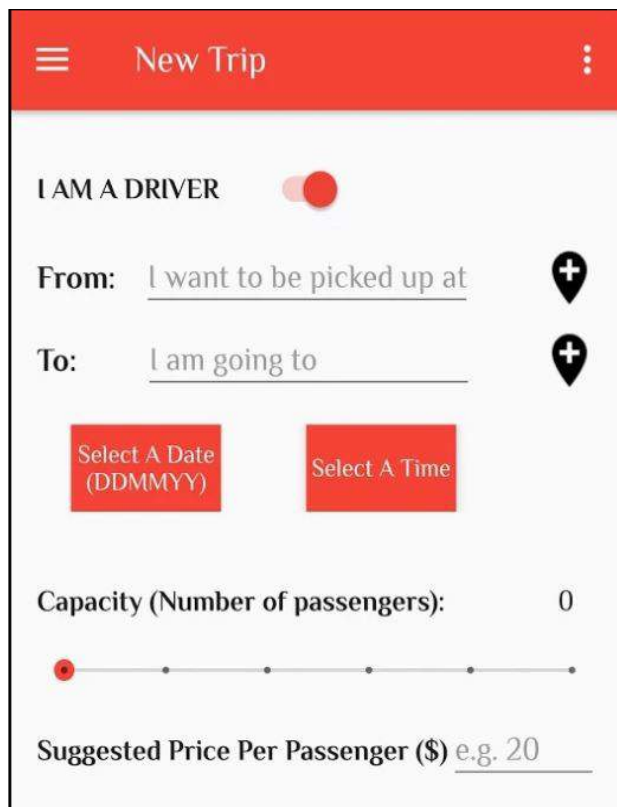 New Trip
I AM A DRIVER
From: I want to be picked up at
To: I am going to
Select A Date
(DDMMYY)
Select A Time
Capacity (Number of passengers): 0
Suggested Price Per Passenger ($) e.g. 20